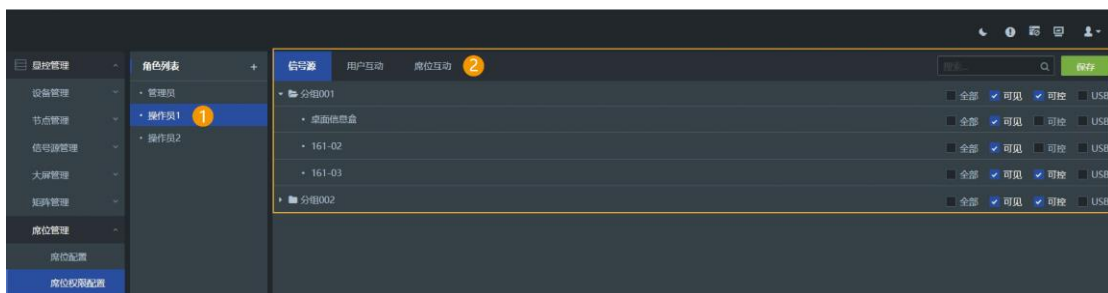 显控管理
设备管理
节点管理
信号源管理
大屏管理
矩阵管理
席位管理
席位配置
席位权限配置
角色列表 +
管理员
操作员1 1
操作员2
信号源 用户互动 席位互动 2 搜索... 保存
分组001 全部 可见 可控 USB
桌面信息盒 全部 可见 可控 USB
161-02 全部 可见 可控 USB
161-03 全部 可见 可控 USB
分组002 全部 可见 可控 USB